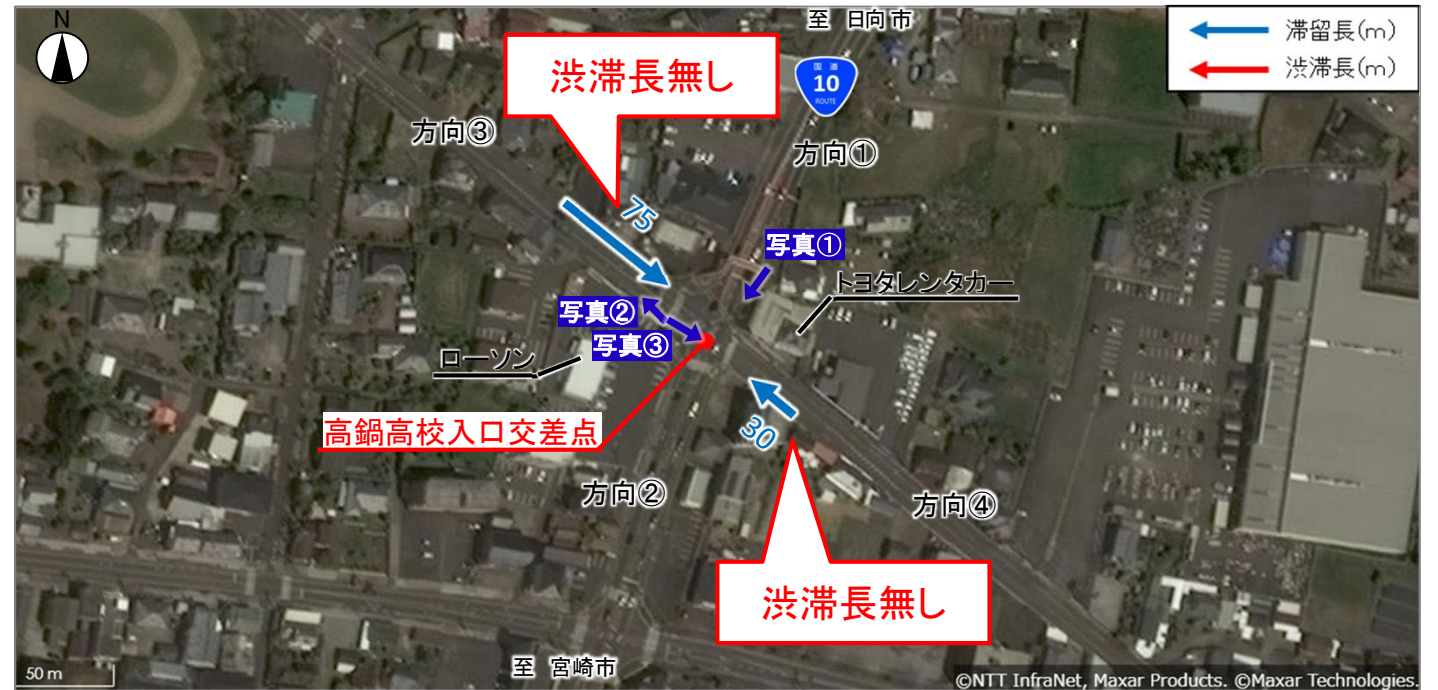 N
至 日向市
滞留長(m)
渋滞長(m)
渋滞長無し
国道
10
ROUTE
方向③
方向①
75
写真①
トヨタレンタカー
写真②
写真③
ローソン
高鍋高校入口交差点
30
方向②
方向④
渋滞長無し
至 宮崎市
50 m
©NTT InfraNet, Maxar Products. ©Maxar Technologies.